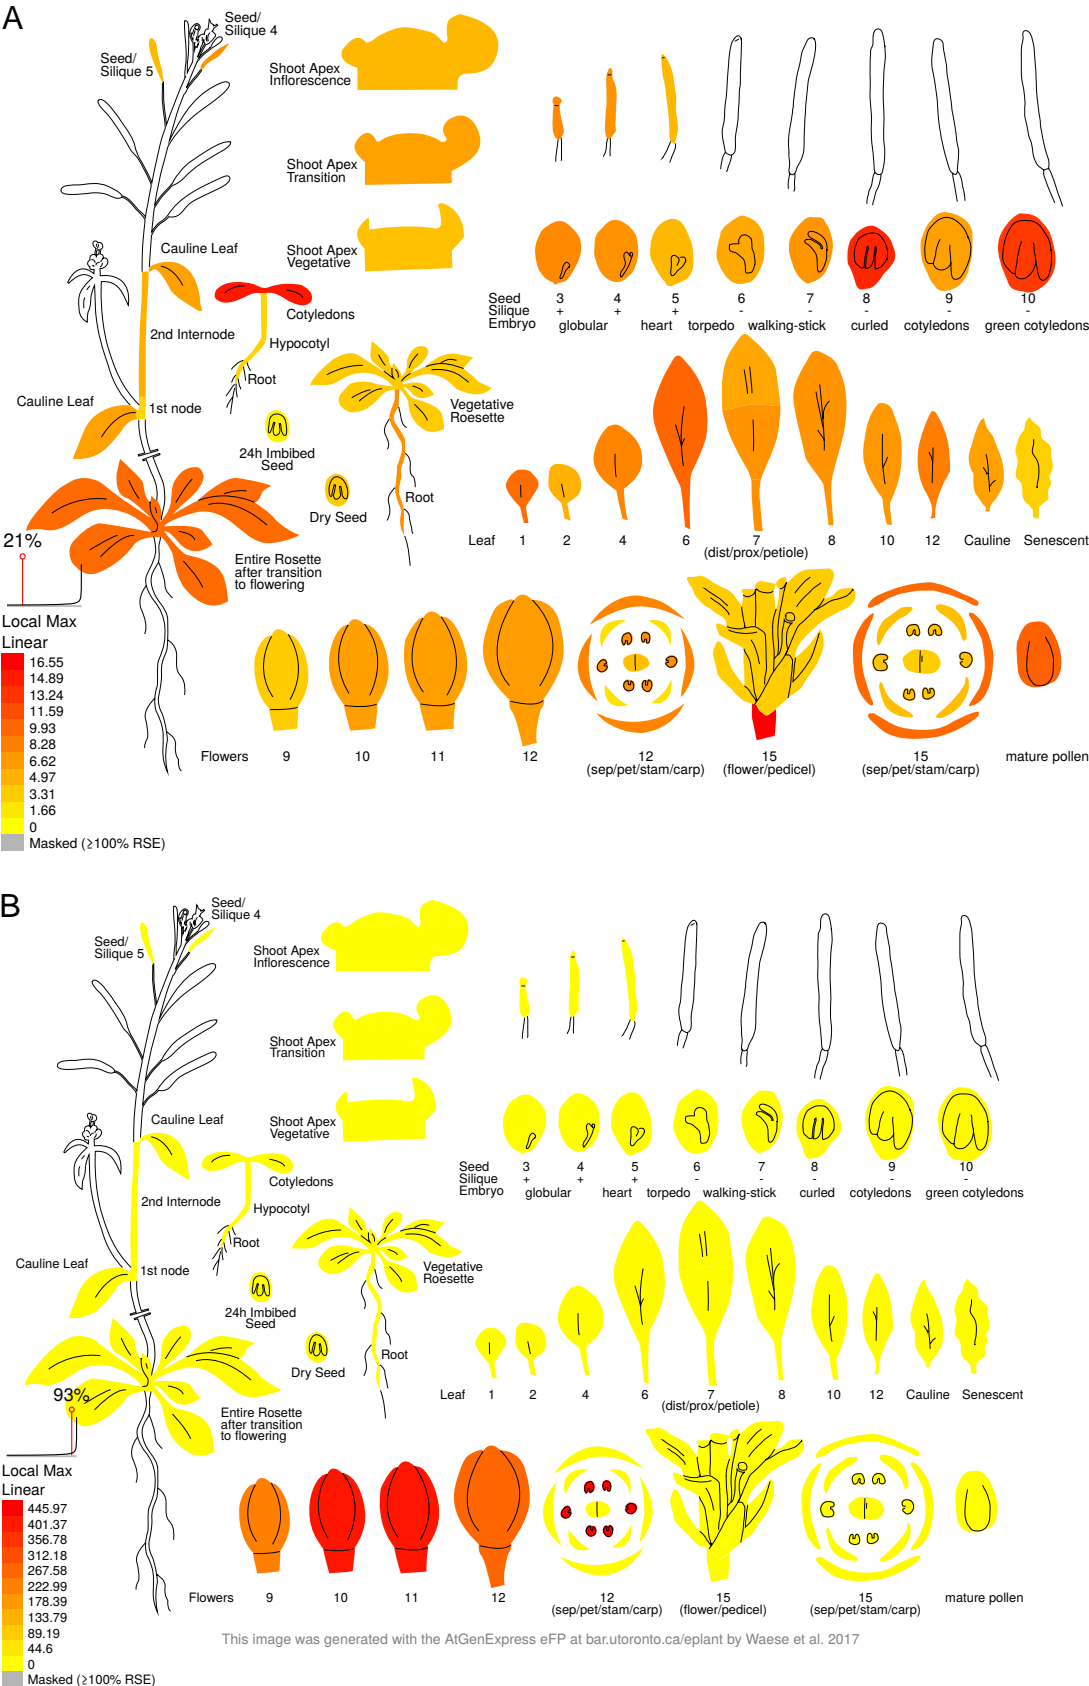 A
Seed/
Silique 4
Seed/
Silique 5
Shoot Apex
Inflorescence
Shoot Apex
Transition
Cauline Leaf
Shoot Apex
Vegetative
Cotyledons
2nd Internode
Hypocotyl
Root
Cauline Leaf
1st node
Vegetative
Roesette
24h Imbibed
Seed
Root
Dry Seed
Entire Rosette
after transition
to flowering
Seed 3 4 5 6 7 8 9 10
Silique + + + - - - - -
Embryo globular heart torpedo walking-stick curled cotyledons green cotyledons
Leaf 1 2 4 6 7 8 10 12 Cauline Senescent
(dist/prox/petiole)
21%
Local Max
Linear
16.55
14.89
13.24
11.59
9.93
8.28
6.62
4.97
3.31
1.66
0
Masked (≥100% RSE)
Flowers 9 10 11 12 12 15 15 mature pollen
(sep/pet/stam/carp) (flower/pedicel) (sep/pet/stam/carp)
B
Seed/
Silique 4
Seed/
Silique 5
Shoot Apex
Inflorescence
Shoot Apex
Transition
Cauline Leaf
Shoot Apex
Vegetative
Cotyledons
2nd Internode
Hypocotyl
Root
Cauline Leaf
1st node
Vegetative
Roesette
24h Imbibed
Seed
Root
Dry Seed
Entire Rosette
after transition
to flowering
Seed 3 4 5 6 7 8 9 10
Silique + + + - - - - -
Embryo globular heart torpedo walking-stick curled cotyledons green cotyledons
Leaf 1 2 4 6 7 8 10 12 Cauline Senescent
(dist/prox/petiole)
93%
Local Max
Linear
445.97
401.37
356.78
312.18
267.58
222.99
178.39
133.79
89.19
44.6
0
Masked (≥100% RSE)
Flowers 9 10 11 12 12 15 15 mature pollen
(sep/pet/stam/carp) (flower/pedicel) (sep/pet/stam/carp)
This image was generated with the AtGenExpress eFP at bar.utoronto.ca/eplant by Waese et al. 2017